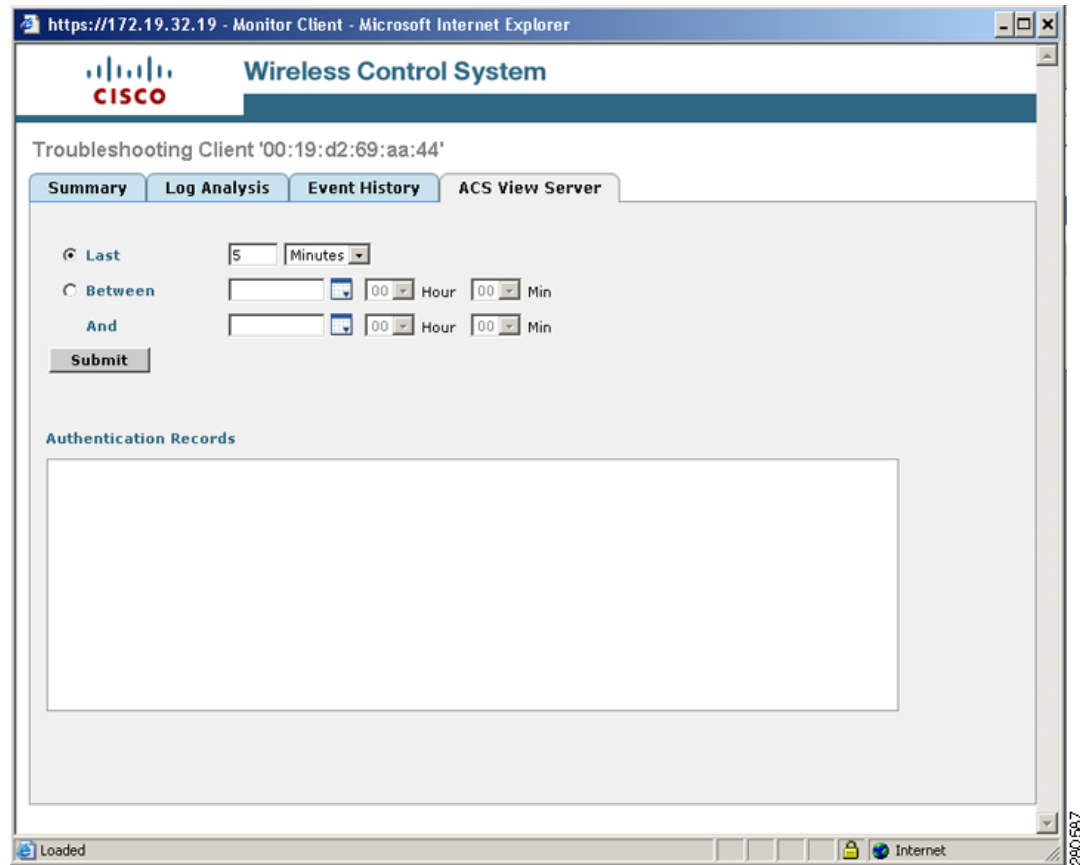 https://172.19.32.19 - Monitor Client - Microsoft Internet Explorer
CISCO
Wireless Control System
Troubleshooting Client '00:19:d2:69:aa:44'
Summary Log Analysis Event History ACS View Server
Last 5 Minutes
Between 00 Hour 00 Min
And 00 Hour 00 Min
Submit
Authentication Records
Loaded Internet
280587